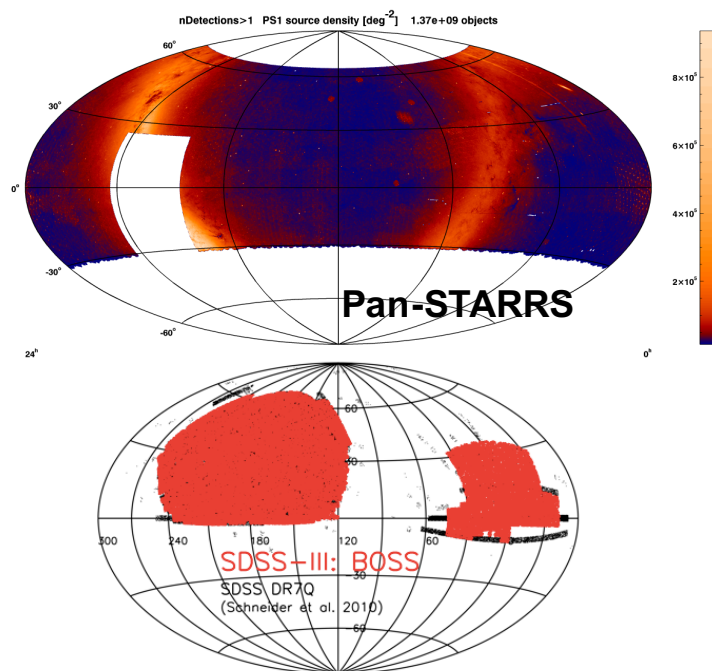 nDetections>1 PS1 source density [deg⁻²] 1.37e+09 objects
60°
8×10⁵
30°
6×10⁵
0°
4×10⁵
-30°
2×10⁵
Pan-STARRS
-60°
24ʰ
0ʰ
60
30
300 240 180 120 60 0
SDSS-III: BOSS
-30
SDSS DR7Q
(Schneider et al. 2010)
-60